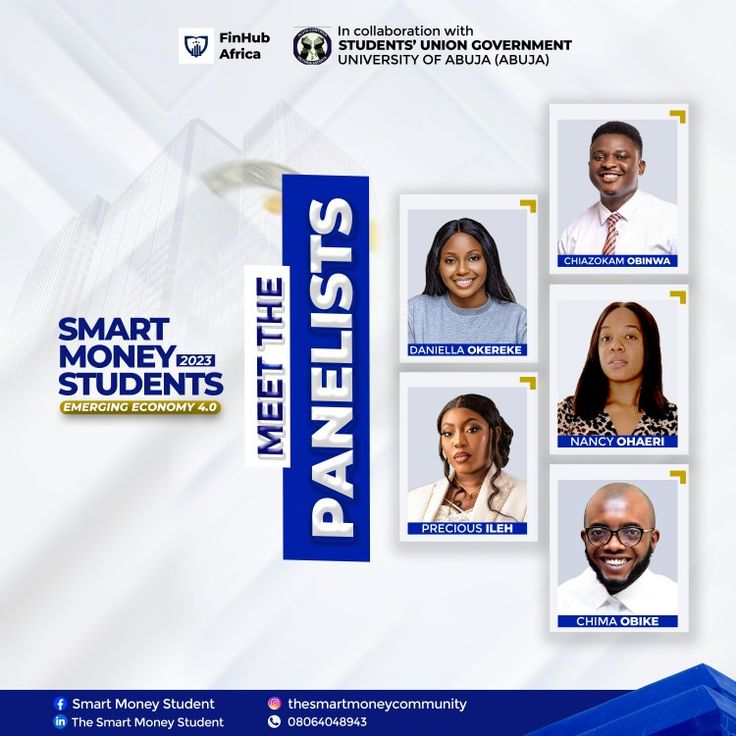 FinHub
Africa
In collaboration with
STUDENTS' UNION GOVERNMENT
UNIVERSITY OF ABUJA (ABUJA)
SMART
MONEY 2023
STUDENTS
EMERGING ECONOMY 4.0
MEET THE
PANELISTS
CHIAZOKAM OBINWA
DANIELLA OKEREKE
NANCY OHAERI
PRECIOUS ILEH
CHIMA OBIKE
Smart Money Student
thesmartmoneycommunity
The Smart Money Student
08064048943